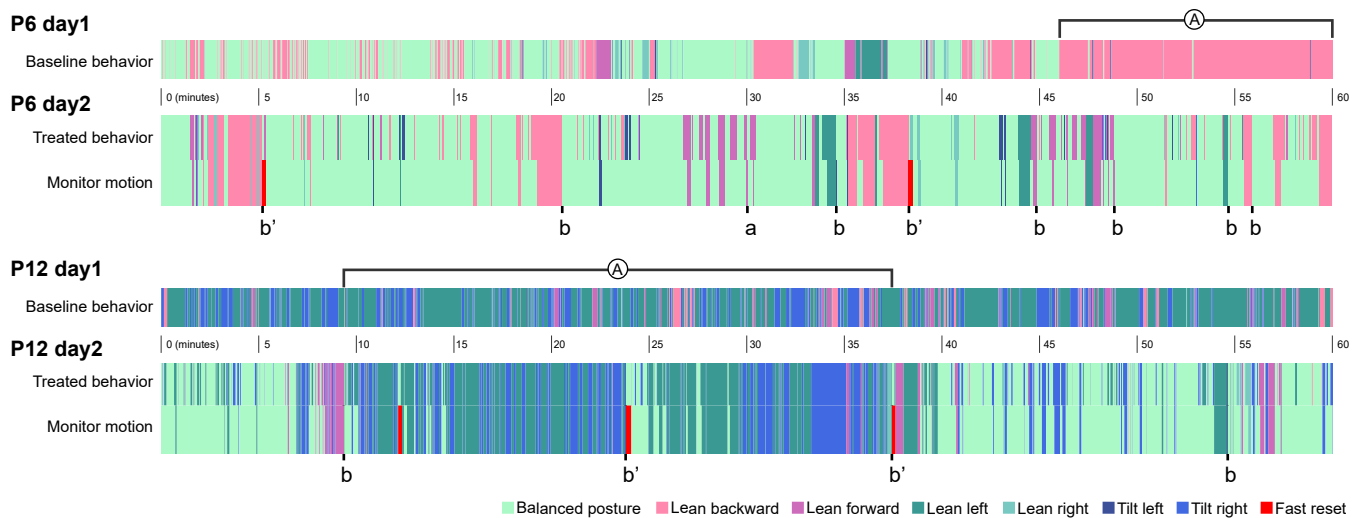 P6 day1
A
Baseline behavior
0 (minutes) 5 10 15 20 25 30 35 40 45 50 55 60
P6 day2
Treated behavior
Monitor motion
b’ b a b b’ b b b b
P12 day1
A
Baseline behavior
0 (minutes) 5 10 15 20 25 30 35 40 45 50 55 60
P12 day2
Treated behavior
Monitor motion
b b’ b’ b
Balanced posture Lean backward Lean forward Lean left Lean right Tilt left Tilt right Fast reset